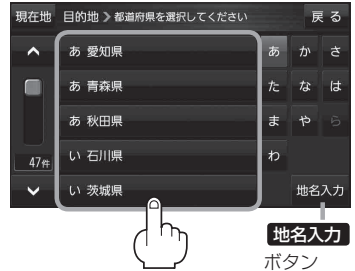 現在地 目的地 > 都道府県を選択してください 戻る
あ 愛知県 あ か さ
あ 青森県 た な は
あ 秋田県 ま や ら
い 石川県 わ
47件
い 茨城県 地名入力
地名入力
ボタン